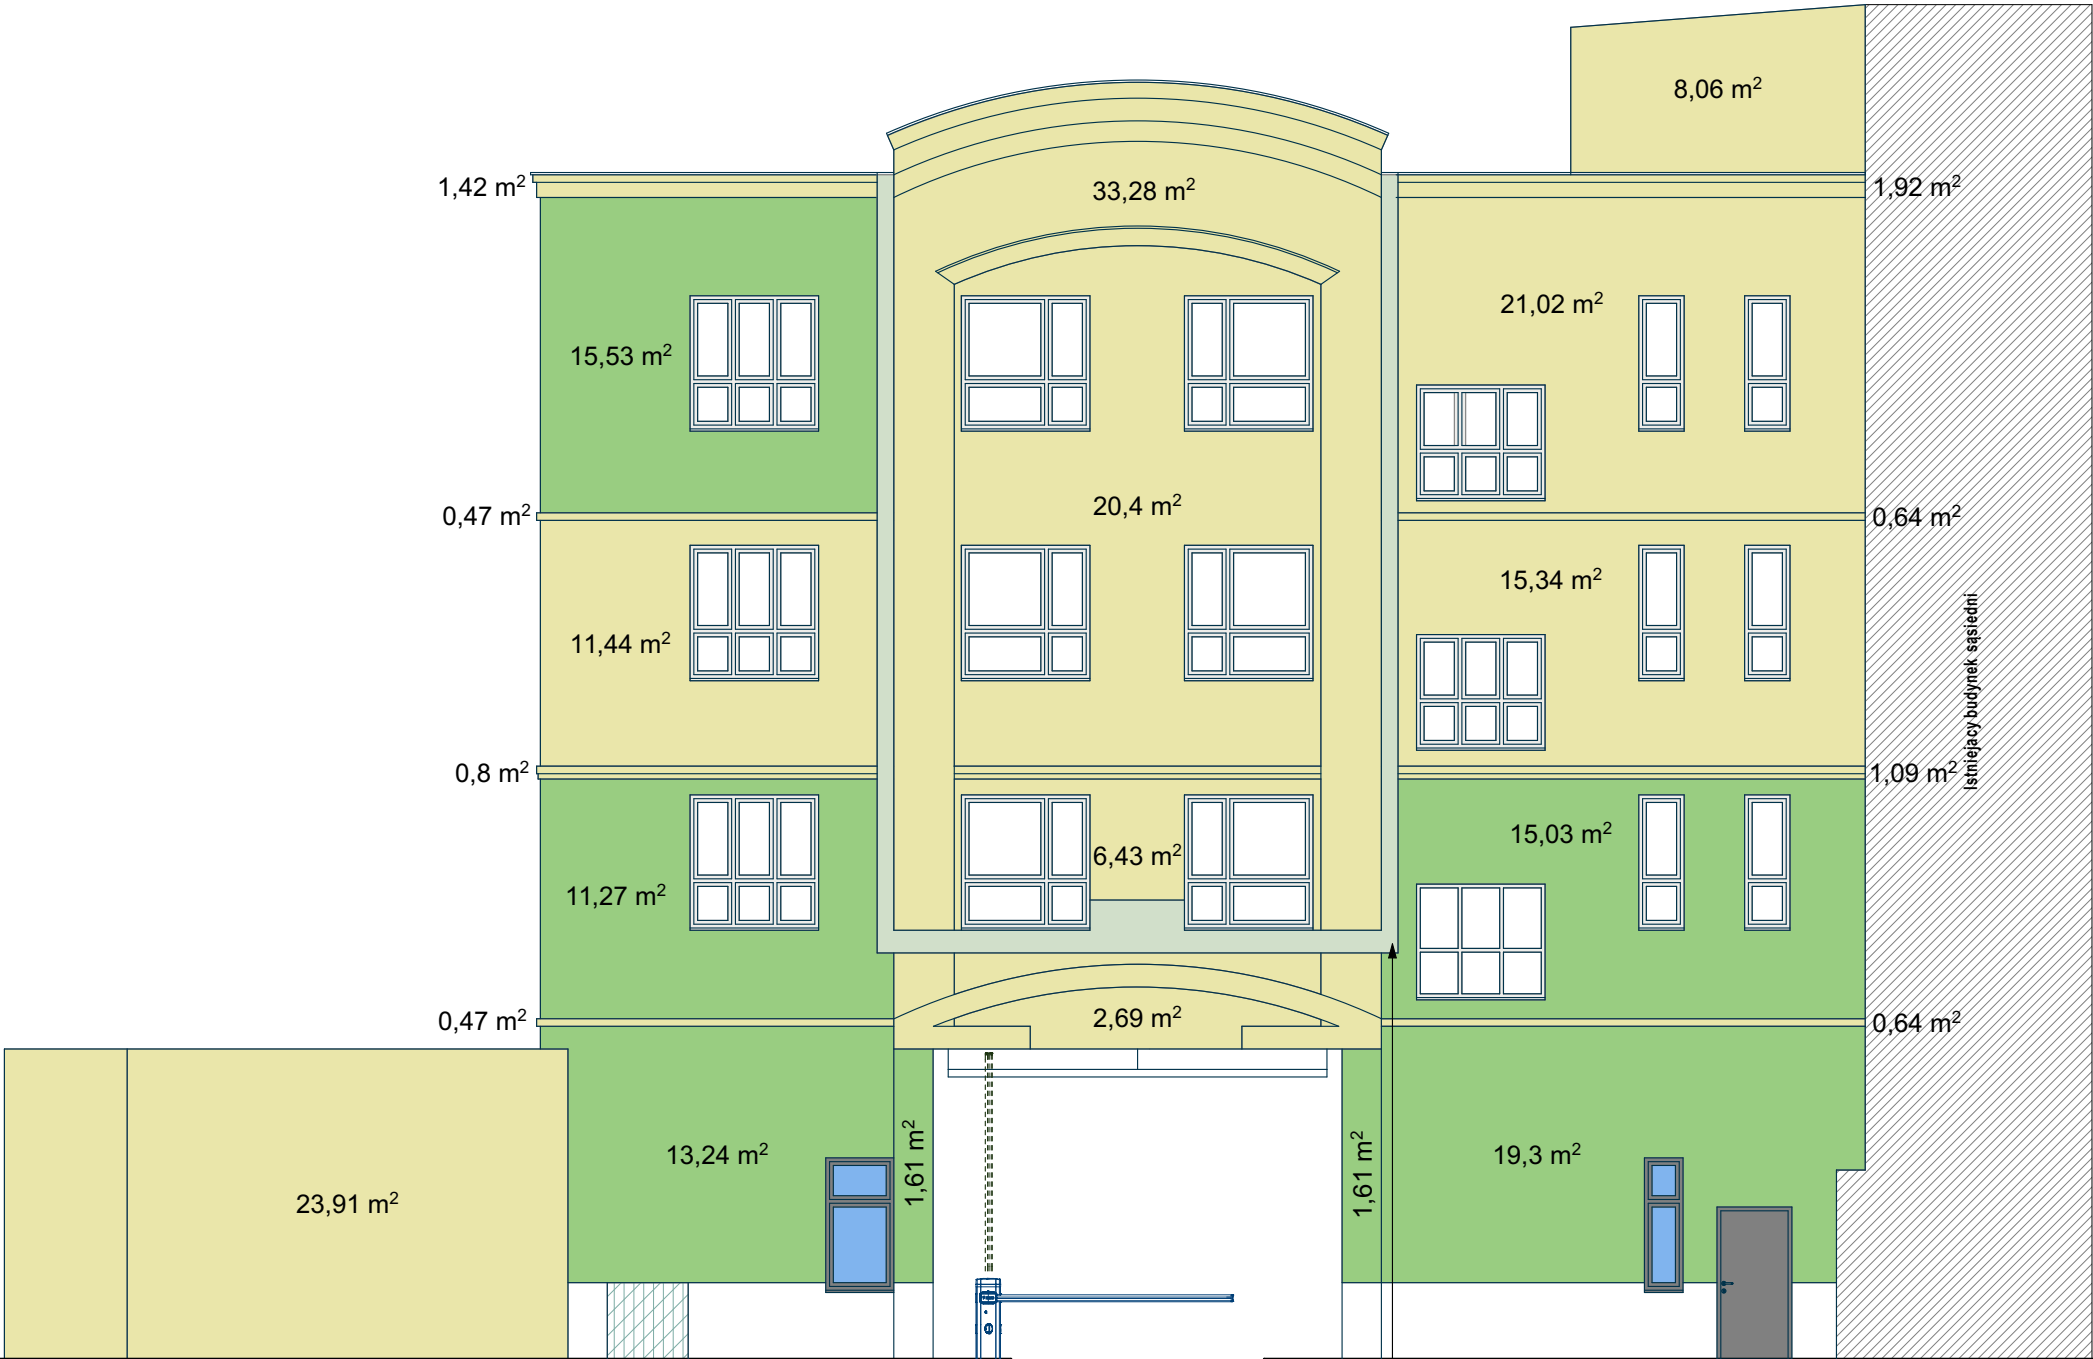 8,06 m²
1,42 m²
33,28 m²
1,92 m²
21,02 m²
15,53 m²
20,4 m²
0,47 m²
0,64 m²
15,34 m²
11,44 m²
Istniejacy budynek sąsiedni
0,8 m²
1,09 m²
15,03 m²
6,43 m²
11,27 m²
0,47 m²
2,69 m²
0,64 m²
13,24 m²
1,61 m²
1,61 m²
19,3 m²
23,91 m²